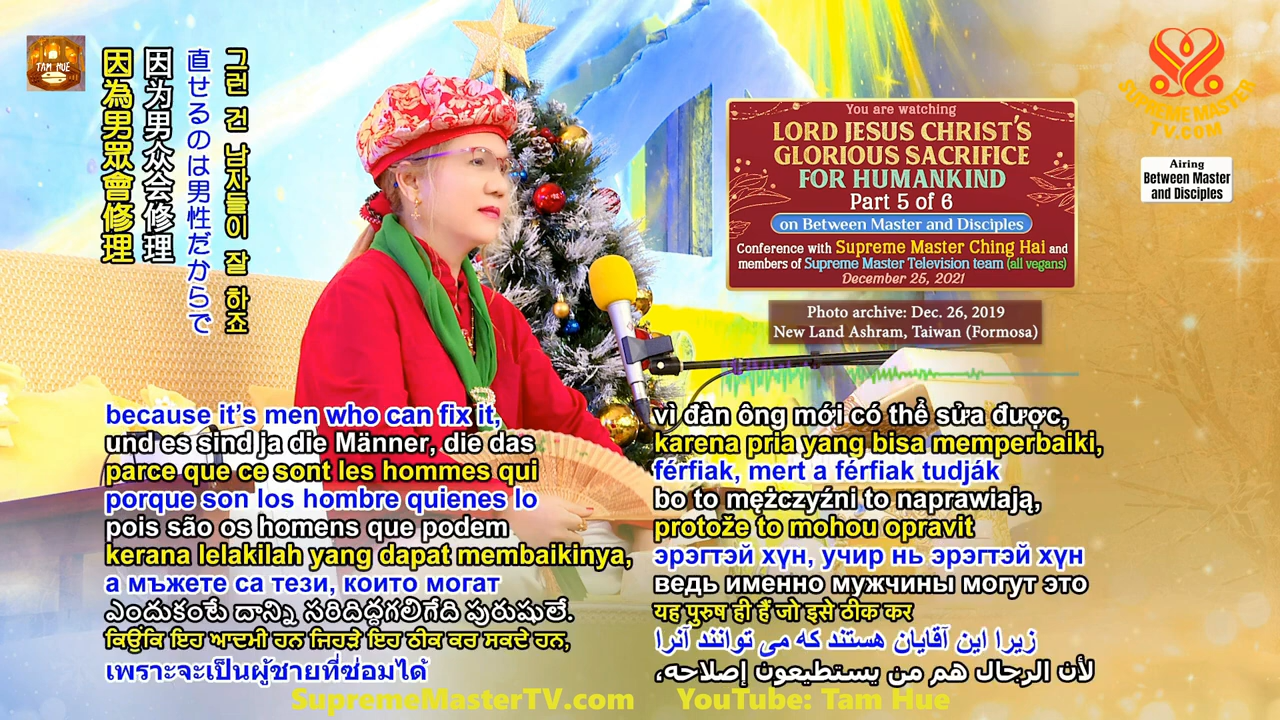 TAM HUE
因為男眾會修理
因为男众会修理
直せるのは男性だからで
그런 건 남자들이 잘 하죠
You are watching
LORD JESUS CHRIST'S
GLORIOUS SACRIFICE
FOR HUMANKIND
Part 5 of 6
on Between Master and Disciples
Conference with Supreme Master Ching Hai and
members of Supreme Master Television team (all vegans)
December 25, 2021
Photo archive: Dec. 26, 2019
New Land Ashram, Taiwan (Formosa)
SUPREME MASTER
TV.COM
Airing
Between Master
and Disciples
because it's men who can fix it,
und es sind ja die Männer, die das
parce que ce sont les hommes qui
porque son los hombre quienes lo
pois são os homens que podem
kerana lelakilah yang dapat membaikinya,
а мъжете са тези, които могат
ఎందుకంటే దాన్ని సరిదిద్దగలిగేది పురుషులే.
ਕਿਉਂਕਿ ਇਹ ਆਦਮੀ ਹਨ ਜਿਹੜੇ ਇਹ ਠੀਕ ਕਰ ਸਕਦੇ ਹਨ,
เพราะจะเป็นผู้ชายที่ซ่อมได้
vì đàn ông mới có thể sửa được,
karena pria yang bisa memperbaiki,
férfiak, mert a férfiak tudják
bo to mężczyźni to naprawiają,
protože to mohou opravit
эрэгтэй хүн, учир нь эрэгтэй хүн
ведь именно мужчины могут это
यह पुरुष ही हैं जो इसे ठीक कर
زیرا این آقایان هستند که می توانند آنرا
لأن الرجال هم من يستطيعون إصلاحه،
SupremeMasterTV.com
YouTube: Tam Hue